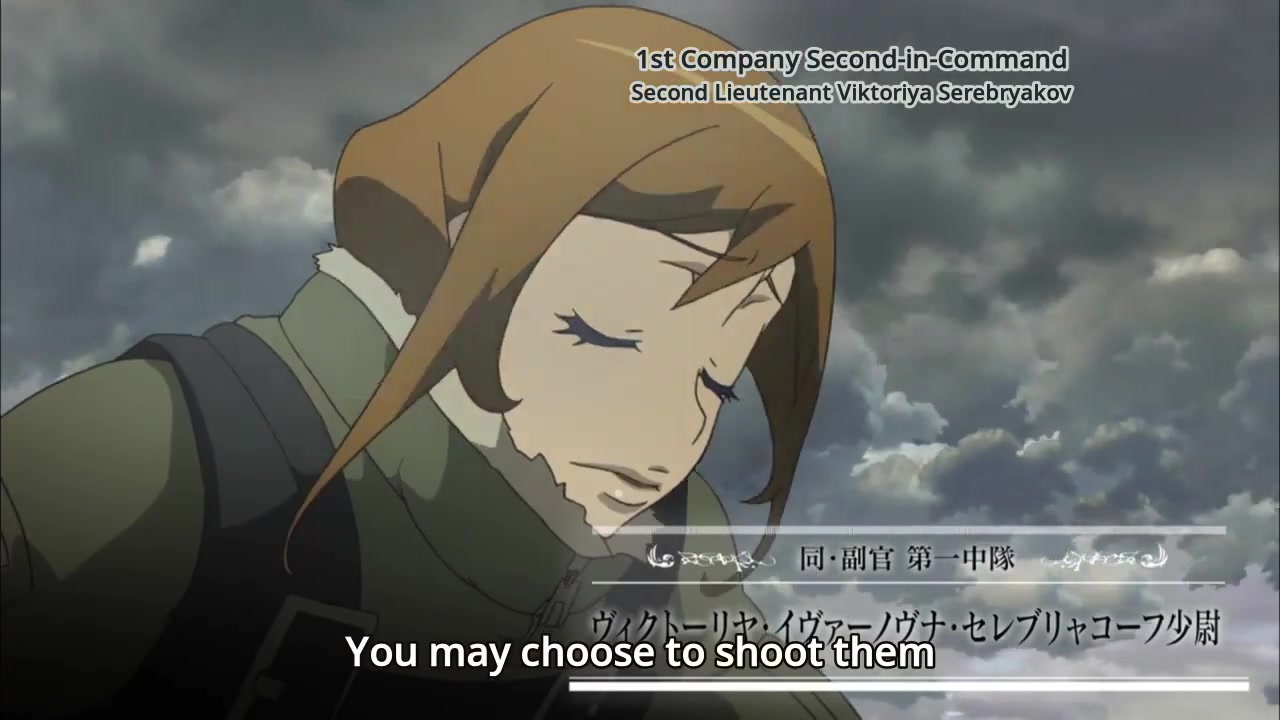 1st Company Second-in-Command
Second Lieutenant Viktoriya Serebryakov
同・副官 第一中隊
ヴィクトーリヤ・イヴァーノヴナ・セレブリャコーフ少尉
You may choose to shoot them